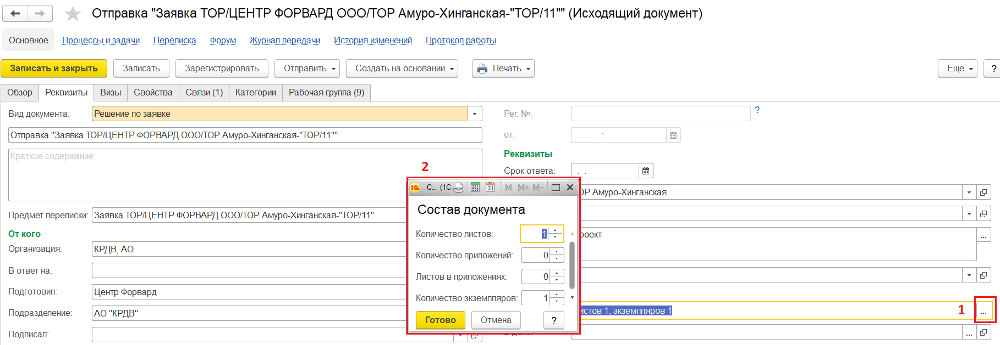 Отправка "Заявка ТОР/ЦЕНТР ФОРВАРД ООО/ТОР Амуро-Хинганская-"ТОР/11"" (Исходящий документ)
Основное Процессы и задачи Переписка Форум Журнал передачи История изменений Протокол работы
Записать и закрыть Записать Зарегистрировать Отправить Создать на основании Печать Еще ?
Обзор Реквизиты Визы Свойства Связи (1) Категории Рабочая группа (9)
Вид документа: Решение по заявке
Рег. №: ?
Отправка "Заявка ТОР/ЦЕНТР ФОРВАРД ООО/ТОР Амуро-Хинганская-"ТОР/11""
от: . . :
Краткое содержание
Реквизиты
Срок ответа: . .
ОР Амуро-Хинганская
Предмет переписки: Заявка ТОР/ЦЕНТР ФОРВАРД ООО/ТОР Амуро-Хинганская-"ТОР/11"
От кого
Организация: КРДВ, АО
В ответ на:
Подготовил: Центр Форвард
Подразделение: АО "КРДВ"
Подписал:
роект ...
истов 1, экземпляров 1 1 ...
...
2
1С С... (1С 31 M M+ M-
Состав документа
Количество листов: 1
Количество приложений: 0
Листов в приложениях: 0
Количество экземпляров: 1
Готово Отмена ?